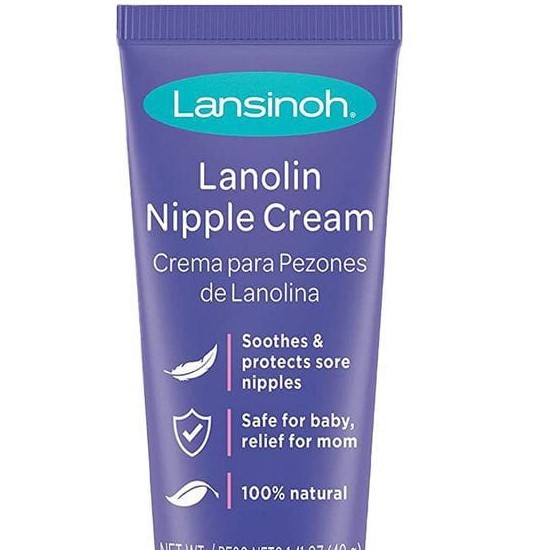 Lansinoh®
Lanolin
Nipple Cream
Crema para Pezones
de Lanolina
Soothes &
protects sore
nipples
Safe for baby,
relief for mom
100% natural